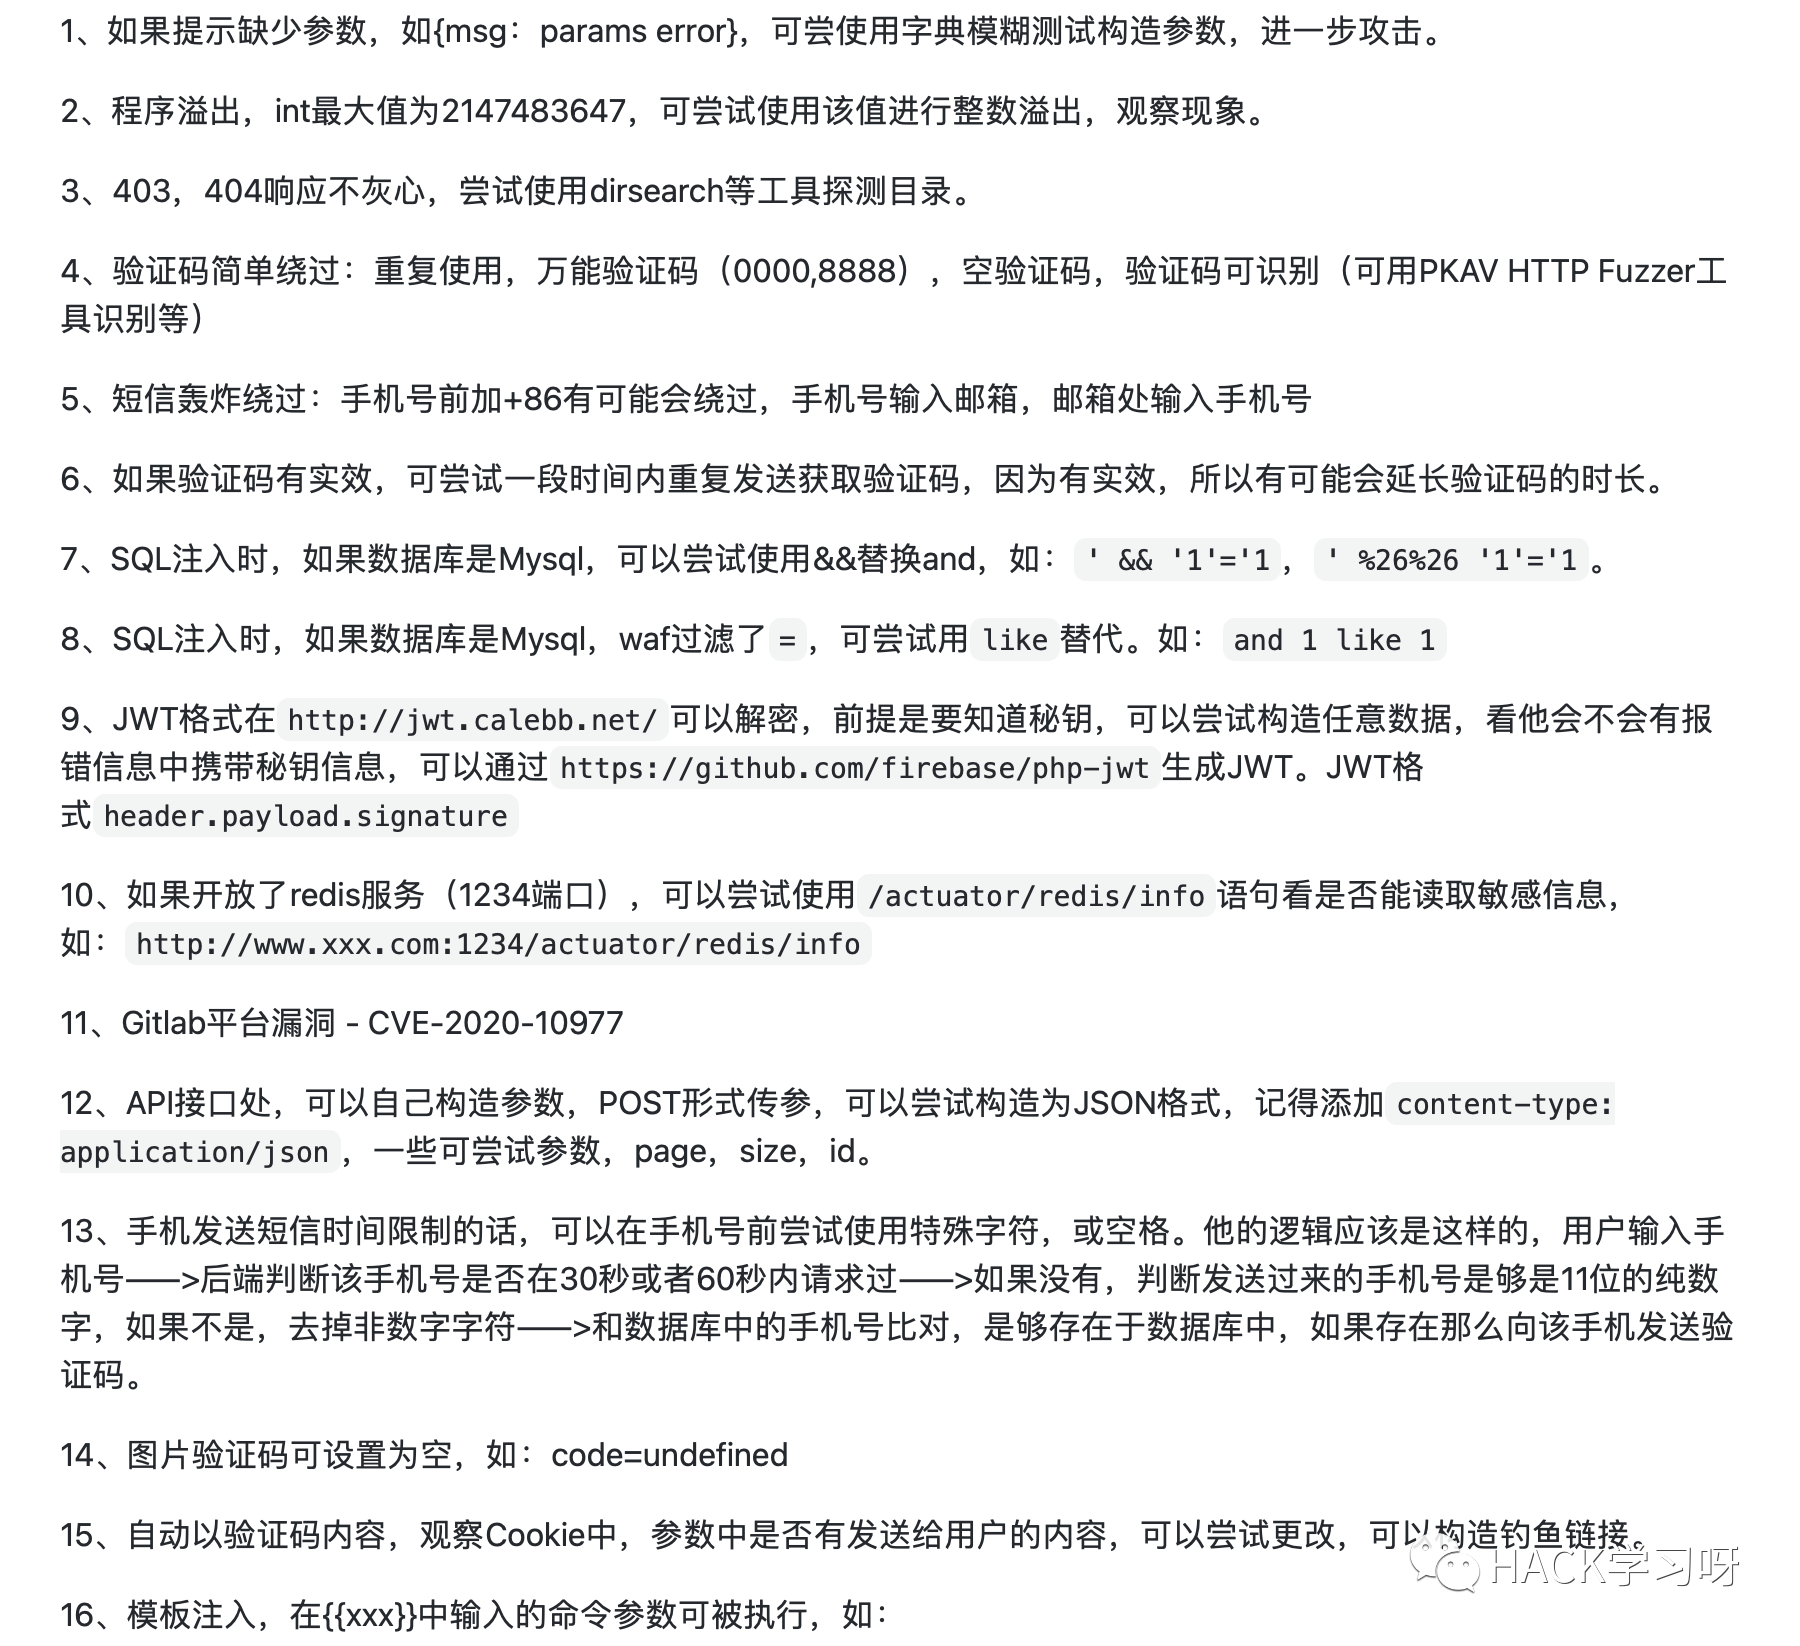 1、如果提示缺少参数，如{msg：params error}，可尝试使用字典模糊测试构造参数，进一步攻击。
2、程序溢出，int最大值为2147483647，可尝试使用该值进行整数溢出，观察现象。
3、403，404响应不灰心，尝试使用dirsearch等工具探测目录。
4、验证码简单绕过：重复使用，万能验证码（0000,8888），空验证码，验证码可识别（可用PKAV HTTP Fuzzer工
具识别等）
5、短信轰炸绕过：手机号前加+86有可能会绕过，手机号输入邮箱，邮箱处输入手机号
6、如果验证码有实效，可尝试一段时间内重复发送获取验证码，因为有实效，所以有可能会延长验证码的时长。
7、SQL注入时，如果数据库是Mysql，可以尝试使用&&替换and，如：' && '1'='1，' %26%26 '1'='1。
8、SQL注入时，如果数据库是Mysql，waf过滤了=，可尝试用like替代。如：and 1 like 1
9、JWT格式在http://jwt.calebb.net/可以解密，前提是要知道秘钥，可以尝试构造任意数据，看他会不会有报
错信息中携带秘钥信息，可以通过https://github.com/firebase/php-jwt生成JWT。JWT格
式header.payload.signature
10、如果开放了redis服务（1234端口），可以尝试使用/actuator/redis/info语句看是否能读取敏感信息，
如：http://www.xxx.com:1234/actuator/redis/info
11、Gitlab平台漏洞 - CVE-2020-10977
12、API接口处，可以自己构造参数，POST形式传参，可以尝试构造为JSON格式，记得添加content-type:
application/json，一些可尝试参数，page，size，id。
13、手机发送短信时间限制的话，可以在手机号前尝试使用特殊字符，或空格。他的逻辑应该是这样的，用户输入手
机号——>后端判断该手机号是否在30秒或者60秒内请求过——>如果没有，判断发送过来的手机号是够是11位的纯数
字，如果不是，去掉非数字字符——>和数据库中的手机号比对，是够存在于数据库中，如果存在那么向该手机发送验
证码。
14、图片验证码可设置为空，如：code=undefined
15、自动以验证码内容，观察Cookie中，参数中是否有发送给用户的内容，可以尝试更改，可以构造钓鱼链接。
HACK学习呀
16、模板注入，在{{xxx}}中输入的命令参数可被执行，如：